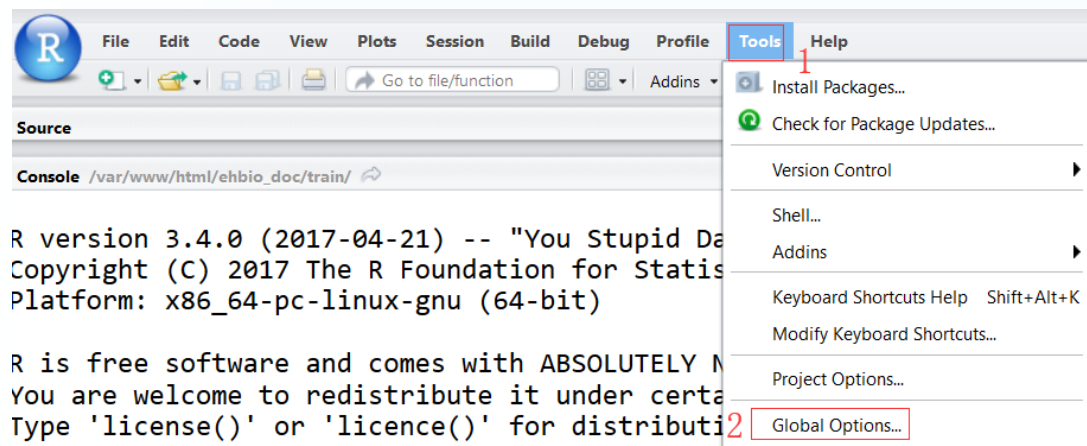 R
File Edit Code View Plots Session Build Debug Profile Tools Help
1
Go to file/function Addins
Install Packages...
Check for Package Updates...
Source
Version Control
Console /var/www/html/ehbio_doc/train/
Shell...
Addins
R version 3.4.0 (2017-04-21) -- "You Stupid Da
Copyright (C) 2017 The R Foundation for Statis
Platform: x86_64-pc-linux-gnu (64-bit)
Keyboard Shortcuts Help Shift+Alt+K
Modify Keyboard Shortcuts...
R is free software and comes with ABSOLUTELY N
You are welcome to redistribute it under certa
Type 'license()' or 'licence()' for distributi
Project Options...
2 Global Options...